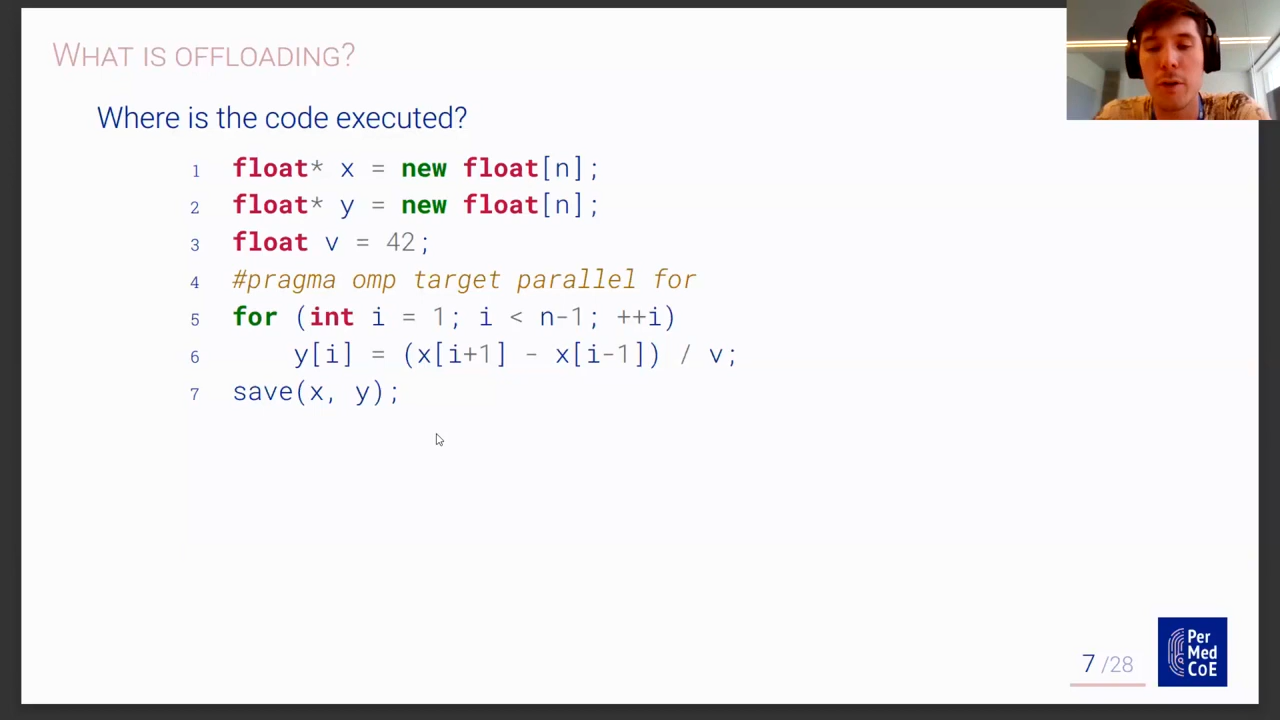 WHAT IS OFFLOADING?
Where is the code executed?
1 float* x = new float[n];
2 float* y = new float[n];
3 float v = 42;
4 #pragma omp target parallel for
5 for (int i = 1; i < n-1; ++i)
6 y[i] = (x[i+1] - x[i-1]) / v;
7 save(x, y);
7 /28
Per
Med
CoE